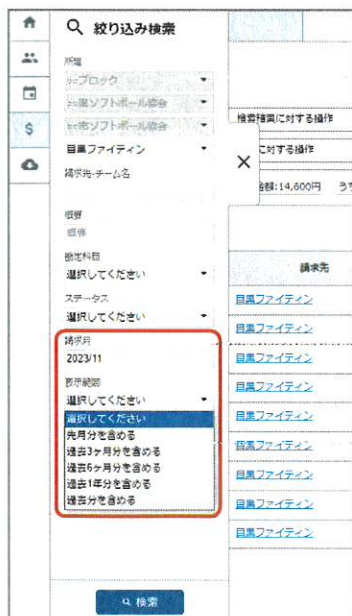 絞り込み検索
所属
ブロック
ソフトボール協会
ソフトボール協会
目黒ファイティン
請求先-チーム名
概要
概要
勘定科目
選択してください
ステータス
選択してください
請求月
2023/11
表示範囲
選択してください
選択してください
先月分を含める
過去3ヶ月分を含める
過去6ヶ月分を含める
過去1年分を含める
過去分を含める
検索
検索結果に対する操作
に対する操作
額:14,600円 うち
請求先
目黒ファイティン
目黒ファイティン
目黒ファイティン
目黒ファイティン
目黒ファイティン
目黒ファイティン
目黒ファイティン
目黒ファイティン
目黒ファイティン